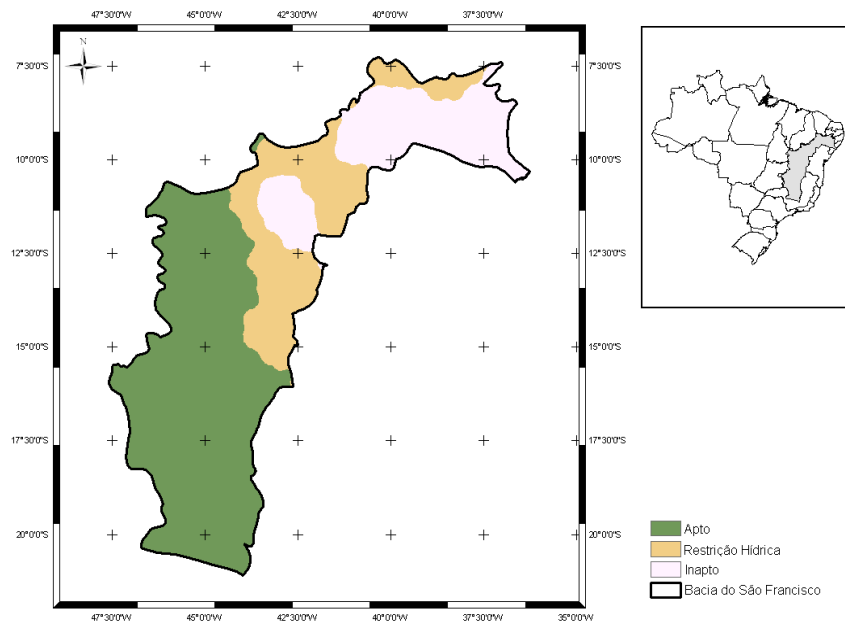 47°30'0"W 45°0'0"W 42°30'0"W 40°0'0"W 37°30'0"W 35°0'0"W
N
7°30'0"S 7°30'0"S
10°0'0"S 10°0'0"S
12°30'0"S 12°30'0"S
15°0'0"S 15°0'0"S
17°30'0"S 17°30'0"S
20°0'0"S 20°0'0"S
47°30'0"W 45°0'0"W 42°30'0"W 40°0'0"W 37°30'0"W 35°0'0"W
Apto
Restrição Hídrica
Inapto
Bacia do São Francisco